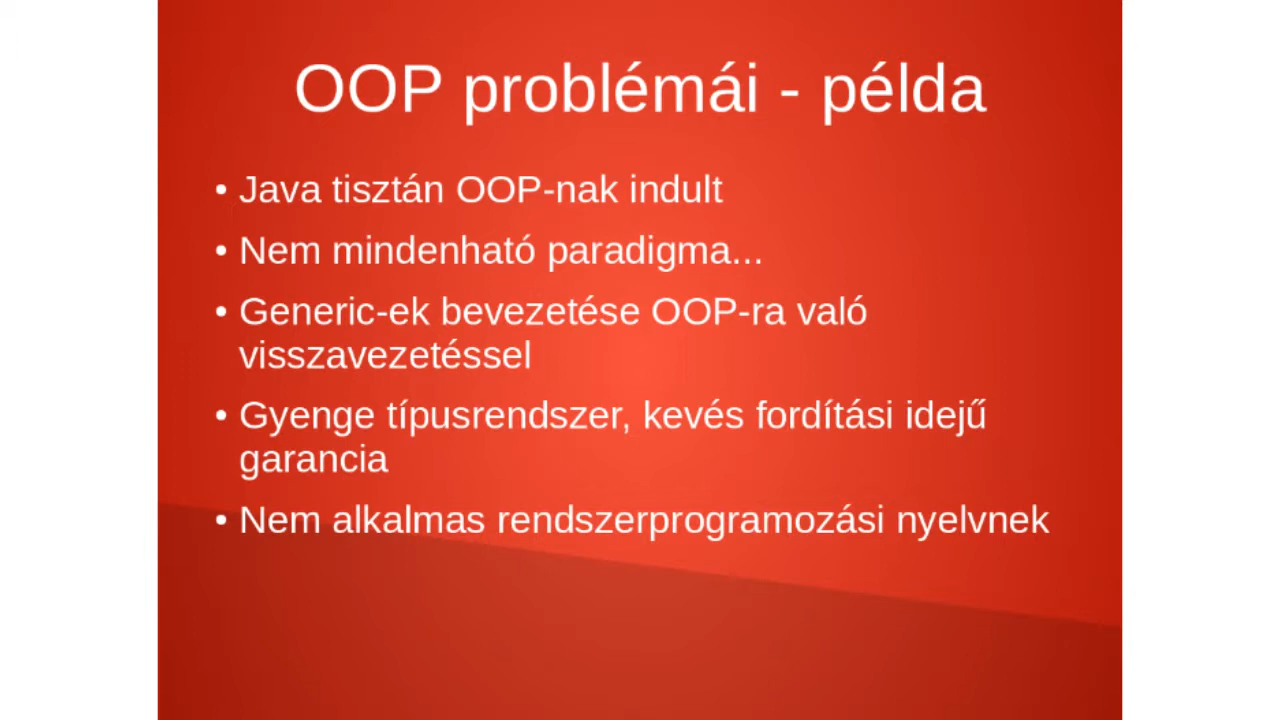 OOP problémái - példa
• Java tisztán OOP-nak indult
• Nem mindenható paradigma...
• Generic-ek bevezetése OOP-ra való
visszavezetéssel
• Gyenge típusrendszer, kevés fordítási idejű
garancia
• Nem alkalmas rendszerprogramozási nyelvnek